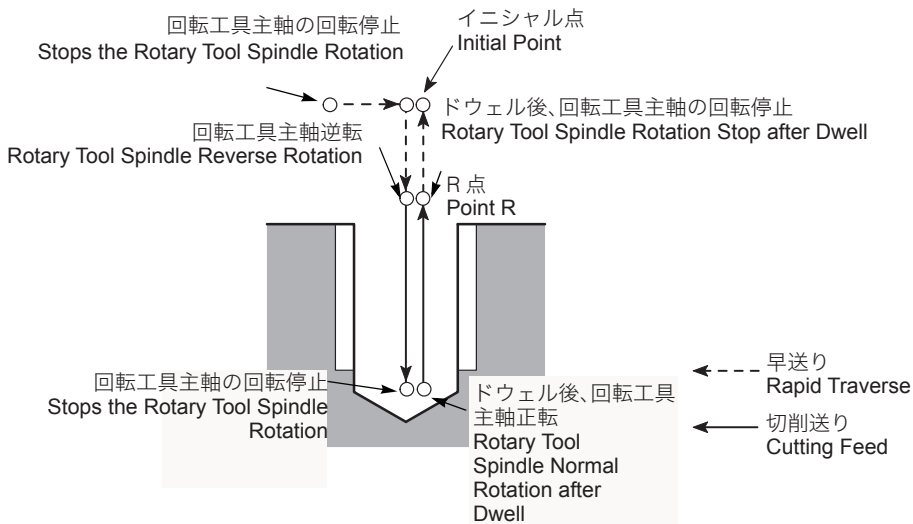 回転工具主軸の回転停止
Stops the Rotary Tool Spindle Rotation
イニシャル点
Initial Point
回転工具主軸逆転
Rotary Tool Spindle Reverse Rotation
ドウェル後、回転工具主軸の回転停止
Rotary Tool Spindle Rotation Stop after Dwell
R 点
Point R
回転工具主軸の回転停止
Stops the Rotary Tool Spindle
Rotation
ドウェル後、回転工具
主軸正転
Rotary Tool
Spindle Normal
Rotation after
Dwell
早送り
Rapid Traverse
切削送り
Cutting Feed